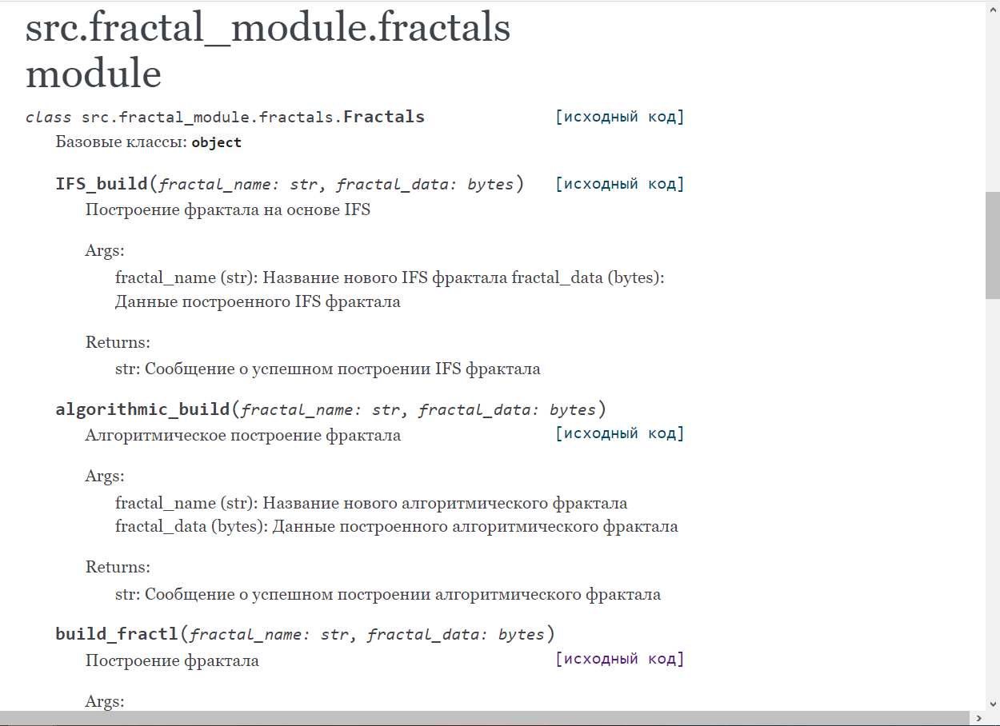 src.fractal_module.fractals
module
class src.fractal_module.fractals.Fractals [исходный код]
Базовые классы: object
IFS_build(fractal_name: str, fractal_data: bytes) [исходный код]
Построение фрактала на основе IFS
Args:
fractal_name (str): Название нового IFS фрактала fractal_data (bytes):
Данные построенного IFS фрактала
Returns:
str: Сообщение о успешном построении IFS фрактала
algorithmic_build(fractal_name: str, fractal_data: bytes)
Алгоритмическое построение фрактала [исходный код]
Args:
fractal_name (str): Название нового алгоритмического фрактала
fractal_data (bytes): Данные построенного алгоритмического фрактала
Returns:
str: Сообщение о успешном построении алгоритмического фрактала
build_fractl(fractal_name: str, fractal_data: bytes)
Построение фрактала [исходный код]
Args: